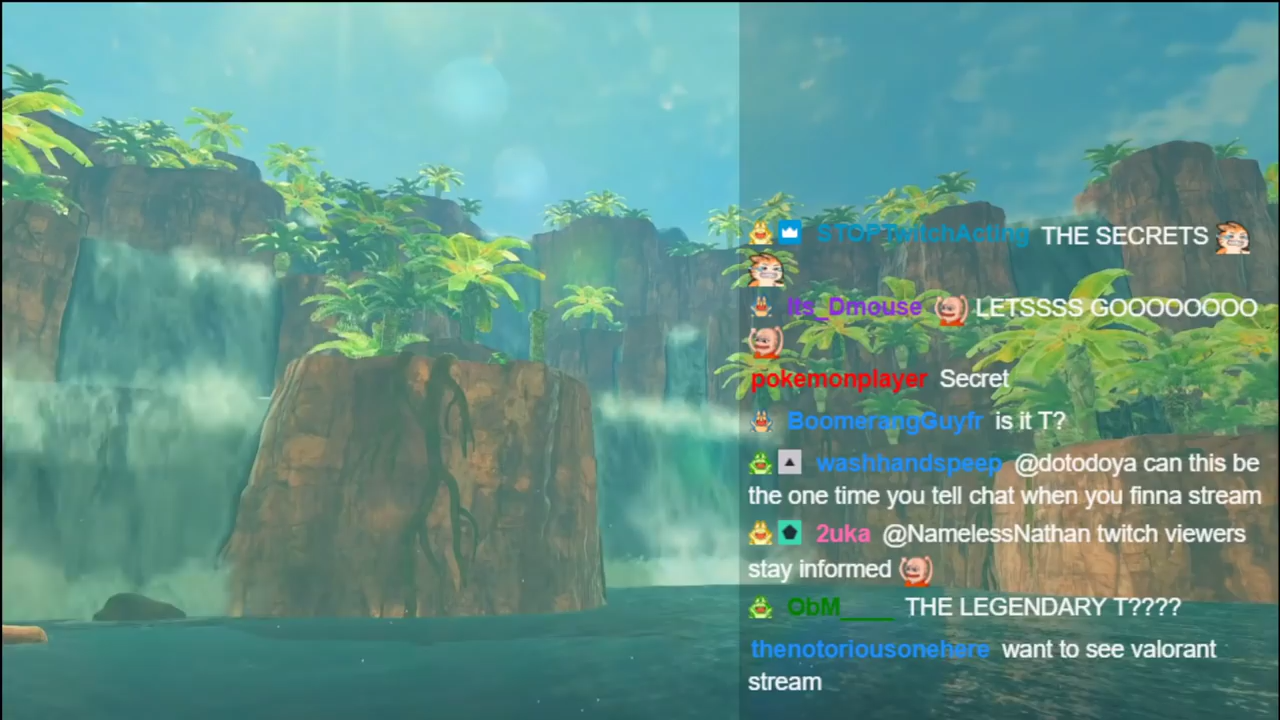 STOPTwitchActing THE SECRETS
Its_Dmouse LETSSSS GOOOOOOOO
pokemonplayer Secret
BoomerangGuyfr is it T?
washhandspeep @dotodoya can this be
the one time you tell chat when you finna stream
2uka @NamelessNathan twitch viewers
stay informed
ObM____ THE LEGENDARY T????
thenotoriousonehere want to see valorant
stream